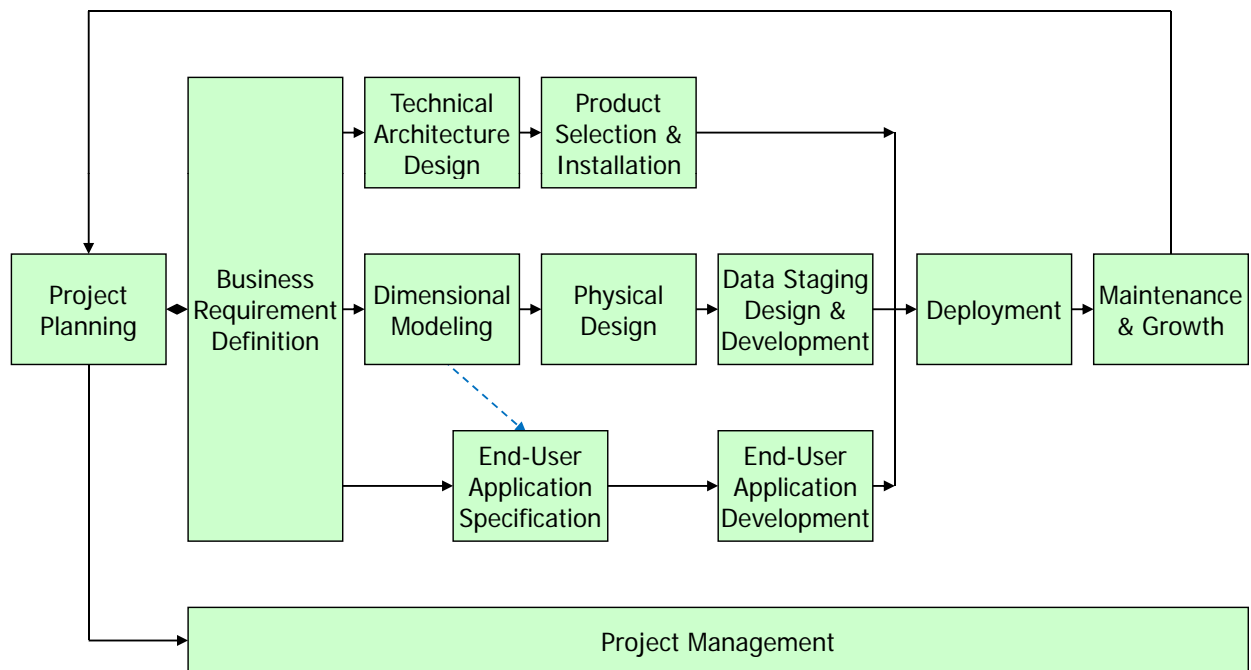 Technical
Architecture
Design
Product
Selection &
Installation
Project
Planning
Business
Requirement
Definition
Dimensional
Modeling
Physical
Design
Data Staging
Design &
Development
Deployment
Maintenance
& Growth
End-User
Application
Specification
End-User
Application
Development
Project Management